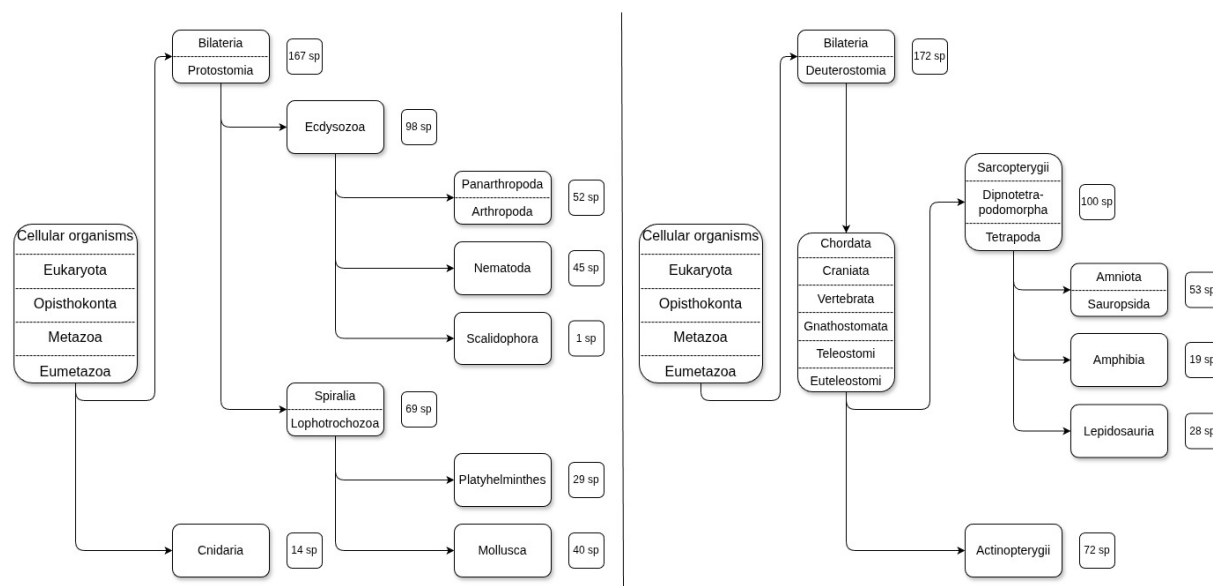 Bilateria
Protostomia
167 sp
Ecdysozoa
98 sp
Panarthropoda
Arthropoda
52 sp
Cellular organisms
Eukaryota
Opisthokonta
Metazoa
Eumetazoa
Nematoda
45 sp
Scalidophora
1 sp
Spiralia
Lophotrochozoa
69 sp
Platyhelminthes
29 sp
Cnidaria
14 sp
Mollusca
40 sp
Bilateria
Deuterostomia
172 sp
Sarcopterygii
Dipnotetra-
podomorpha
Tetrapoda
100 sp
Cellular organisms
Eukaryota
Opisthokonta
Metazoa
Eumetazoa
Chordata
Craniata
Vertebrata
Gnathostomata
Teleostomi
Euteleostomi
Amniota
Sauropsida
53 sp
Amphibia
19 sp
Lepidosauria
28 sp
Actinopterygii
72 sp